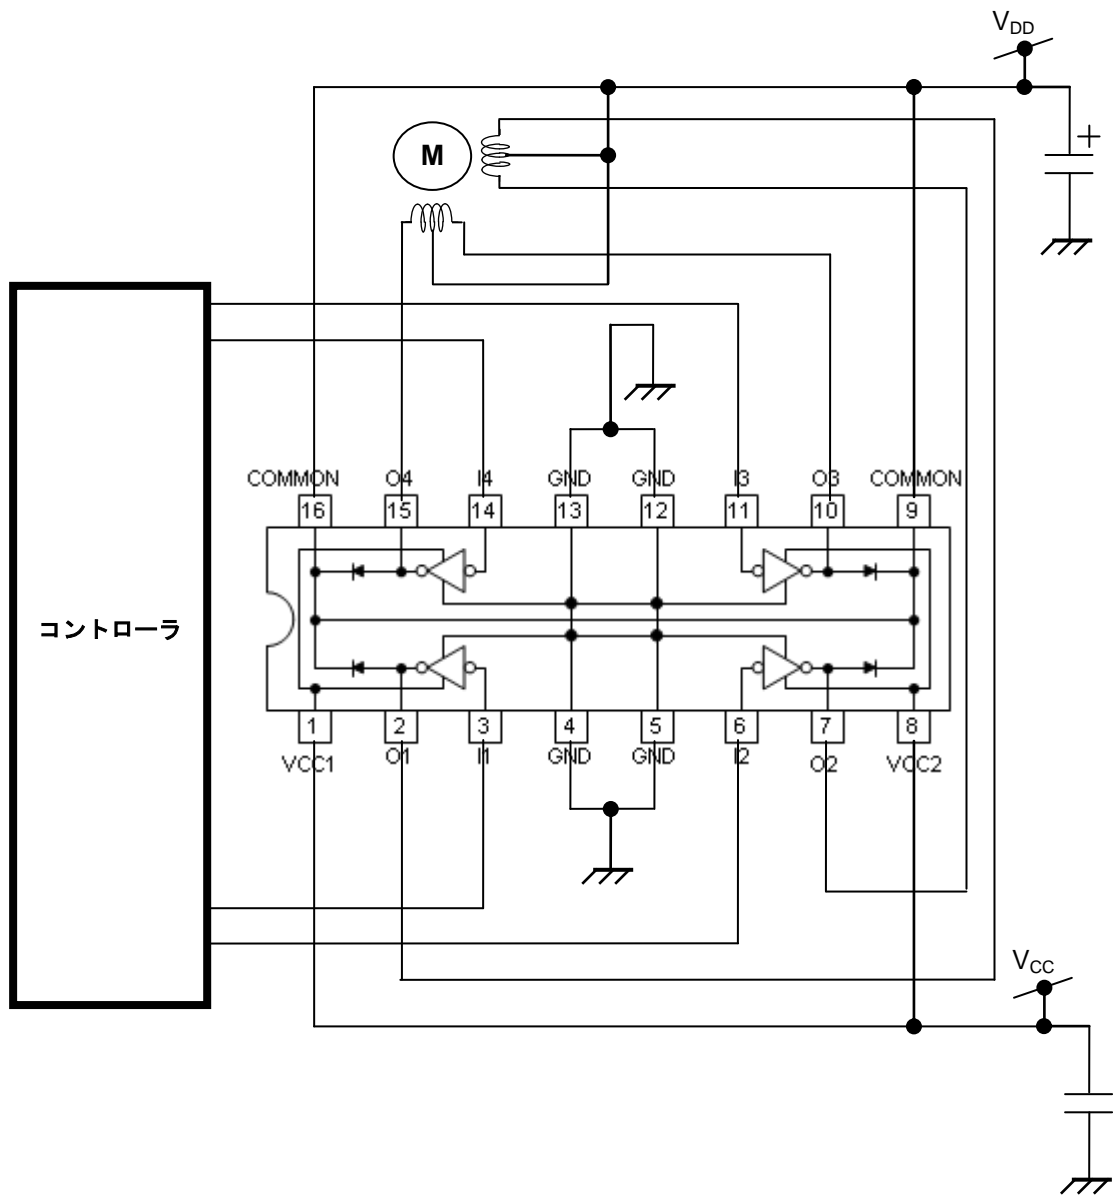 VDD
+
M
COMMON O4 I4 GND GND I3 O3 COMMON
16 15 14 13 12 11 10 9
コントローラ
1 2 3 4 5 6 7 8
VCC1 O1 I1 GND GND I2 O2 VCC2
VCC